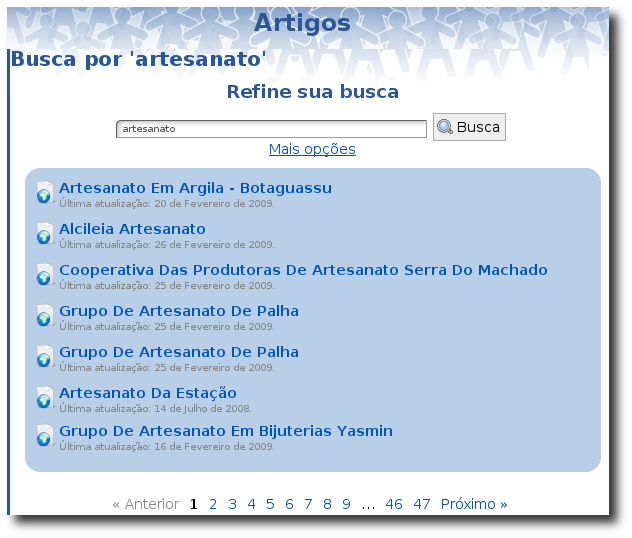 Artigos
Busca por 'artesanato'
Refine sua busca
artesanato
Busca
Mais opções
Artesanato Em Argila - Botaguassu
Última atualização: 20 de Fevereiro de 2009.
Alcileia Artesanato
Última atualização: 26 de Fevereiro de 2009.
Cooperativa Das Produtoras De Artesanato Serra Do Machado
Última atualização: 25 de Fevereiro de 2009.
Grupo De Artesanato De Palha
Última atualização: 25 de Fevereiro de 2009.
Grupo De Artesanato De Palha
Última atualização: 25 de Fevereiro de 2009.
Artesanato Da Estação
Última atualização: 14 de Julho de 2008.
Grupo De Artesanato Em Bijuterias Yasmin
Última atualização: 16 de Fevereiro de 2009.
« Anterior 1 2 3 4 5 6 7 8 9 ... 46 47 Próximo »